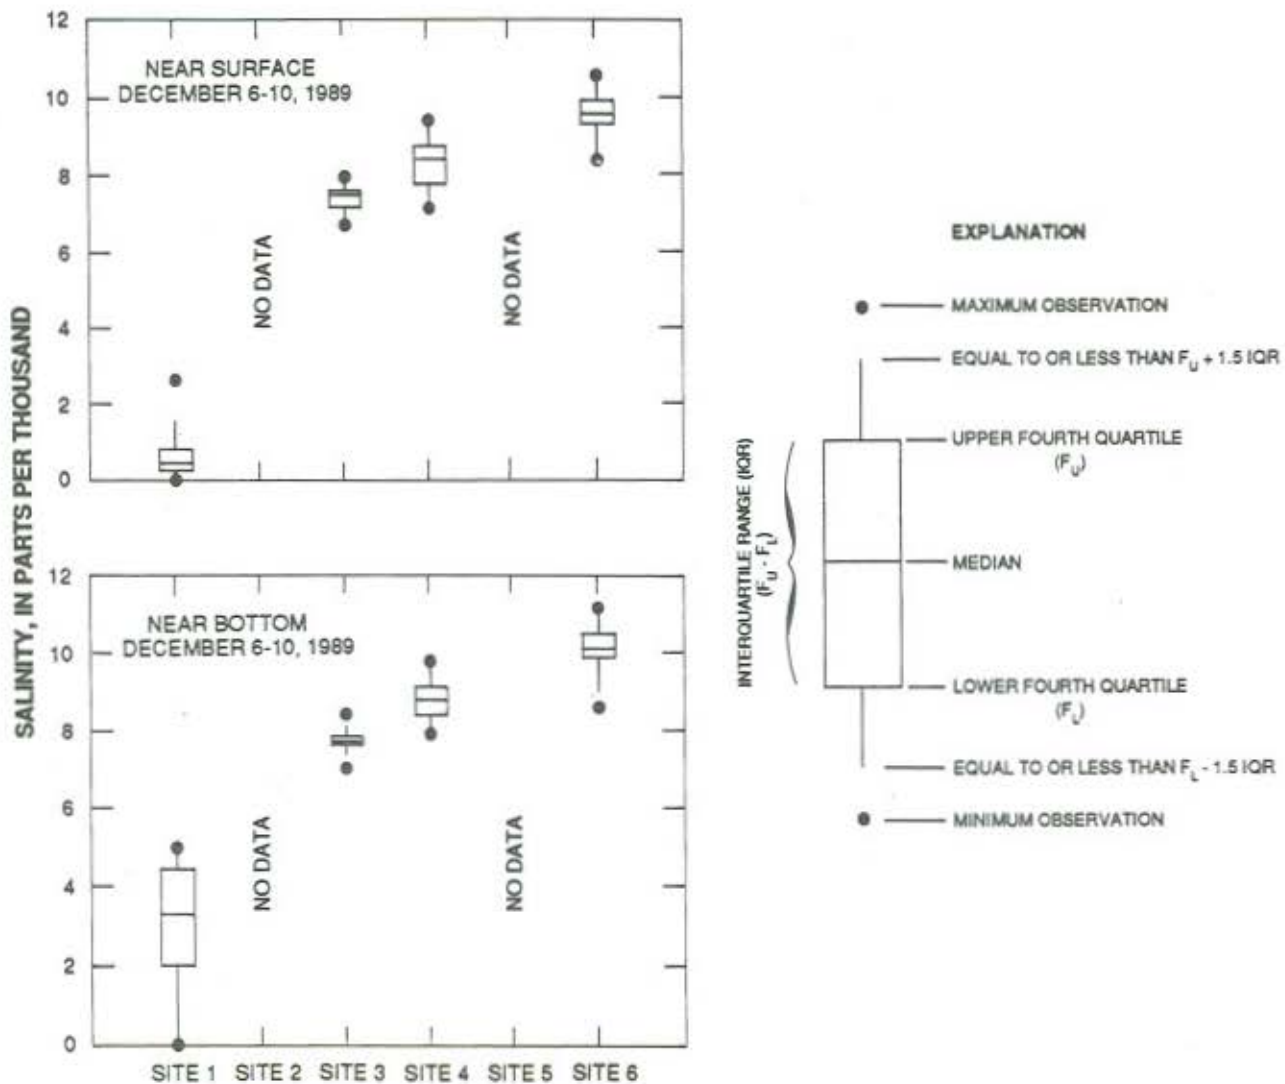 SALINITY, IN PARTS PER THOUSAND
12
10
8
6
4
2
0
NEAR SURFACE
DECEMBER 6-10, 1989
NO DATA
NO DATA
12
10
8
6
4
2
0
NEAR BOTTOM
DECEMBER 6-10, 1989
NO DATA
NO DATA
SITE 1 SITE 2 SITE 3 SITE 4 SITE 5 SITE 6
EXPLANATION
MAXIMUM OBSERVATION
EQUAL TO OR LESS THAN FU + 1.5 IQR
UPPER FOURTH QUARTILE
(FU)
INTERQUARTILE RANGE (IQR)
(FU - FL)
MEDIAN
LOWER FOURTH QUARTILE
(FL)
EQUAL TO OR LESS THAN FL - 1.5 IQR
MINIMUM OBSERVATION